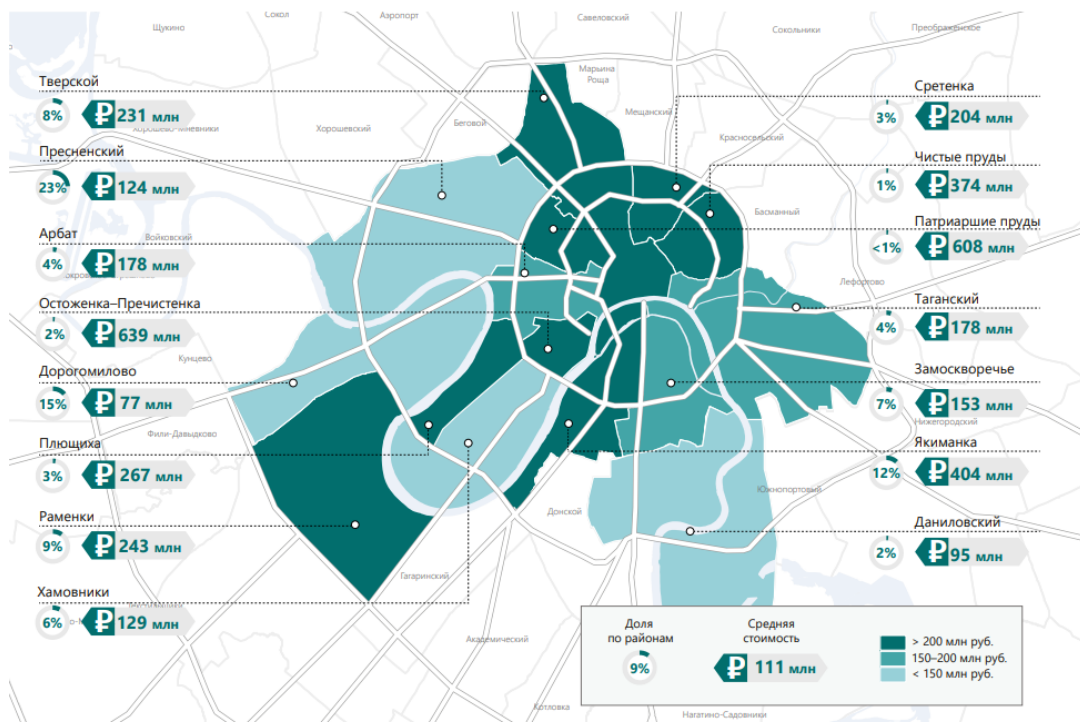 Щукино
Сокол
Аэропорт
Савеловский
Сокольники
Преображенское
Марьина
Роща
Мещанский
Беговой
Хорошевский
Хорошево-Мневники
Красносельский
Басманный
Войковский
Лефортово
Кунцево
Фили-Давыдково
Нижегородский
Южнопортовый
Донской
Гагаринский
Академический
Котловка
Нагатино-Садовники
Тверской
8%
₽ 231 млн
Пресненский
23%
₽ 124 млн
Арбат
4%
₽ 178 млн
Остоженка–Пречистенка
2%
₽ 639 млн
Дорогомилово
15%
₽ 77 млн
Плющиха
3%
₽ 267 млн
Раменки
9%
₽ 243 млн
Хамовники
6%
₽ 129 млн
Сретенка
3%
₽ 204 млн
Чистые пруды
1%
₽ 374 млн
Патриаршие пруды
<1%
₽ 608 млн
Таганский
4%
₽ 178 млн
Замоскворечье
7%
₽ 153 млн
Якиманка
12%
₽ 404 млн
Даниловский
2%
₽ 95 млн
Доля
по районам
9%
Средняя
стоимость
₽ 111 млн
> 200 млн руб.
150–200 млн руб.
< 150 млн руб.